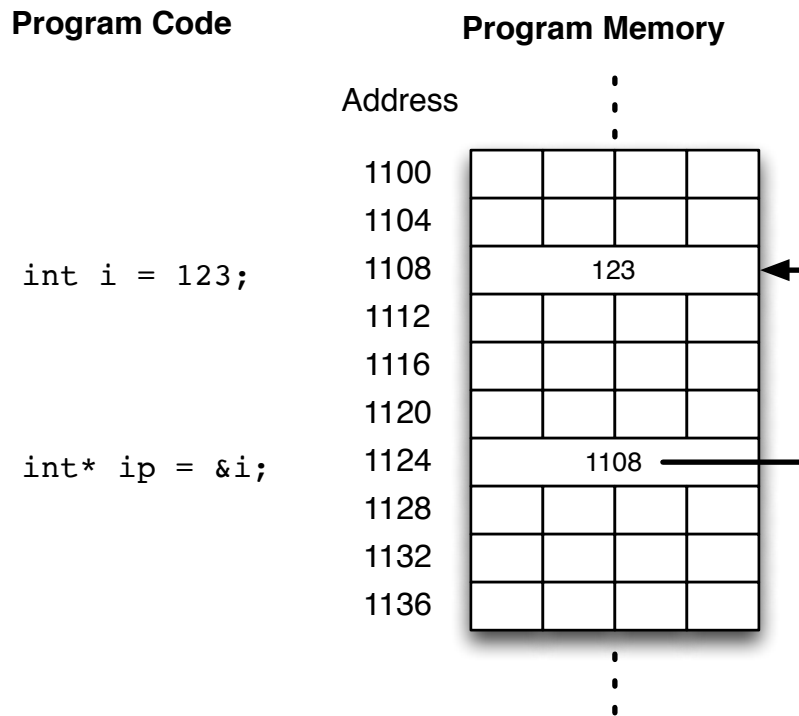 Program Code
Program Memory
Address
1100
1104
int i = 123;
1108
123
1112
1116
1120
int* ip = &i;
1124
1108
1128
1132
1136